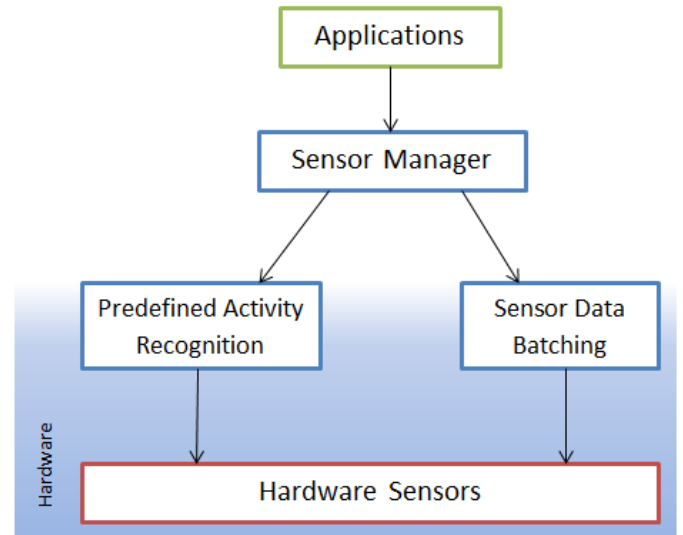 Applications
Sensor Manager
Predefined Activity
Recognition
Sensor Data
Batching
Hardware
Hardware Sensors